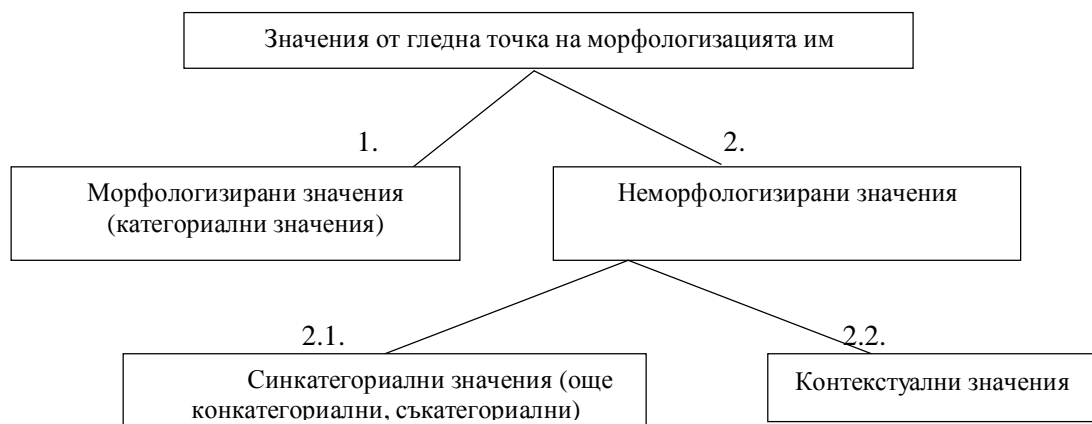 Значения от гледна точка на морфологизацията им
1.
2.
Морфологизирани значения
(категориални значения)
Неморфологизирани значения
2.1.
2.2.
Синкатегориални значения (още
конкатегориални, съкатегориални)
Контекстуални значения